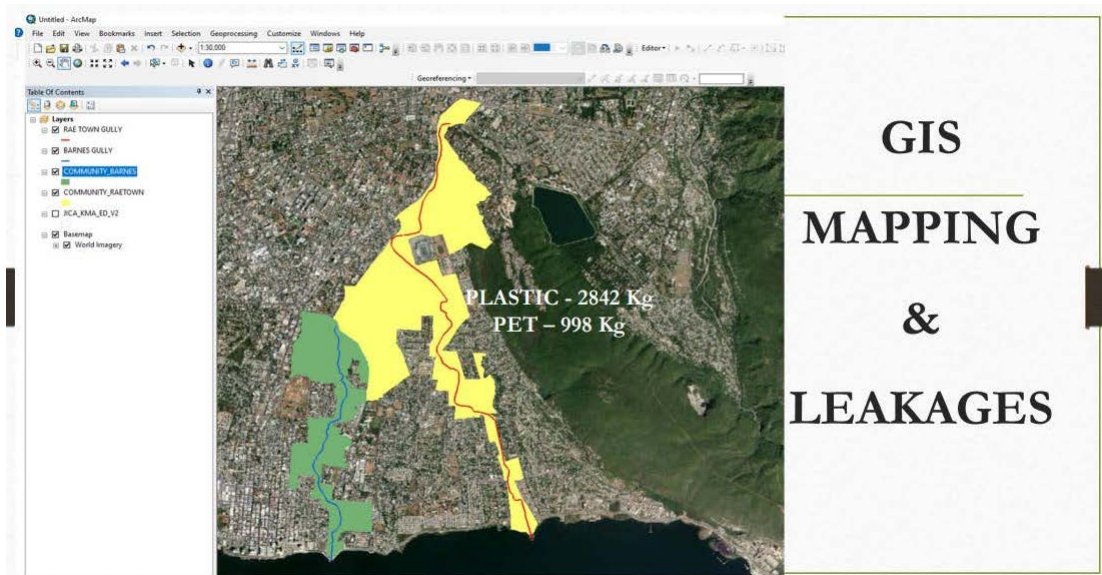 Untitled - ArcMap
File Edit View Bookmarks Insert Selection Geoprocessing Customize Windows Help
1:30,000
Editor
Georeferencing
Table Of Contents
Layers
RAE TOWN GULLY
BARNES GULLY
COMMUNITY_BARNES
COMMUNITY_RAETOWN
JICA_KMA_ED_V2
Basemap
World Imagery
PLASTIC - 2842 Kg
PET – 998 Kg
GIS
MAPPING
&
LEAKAGES